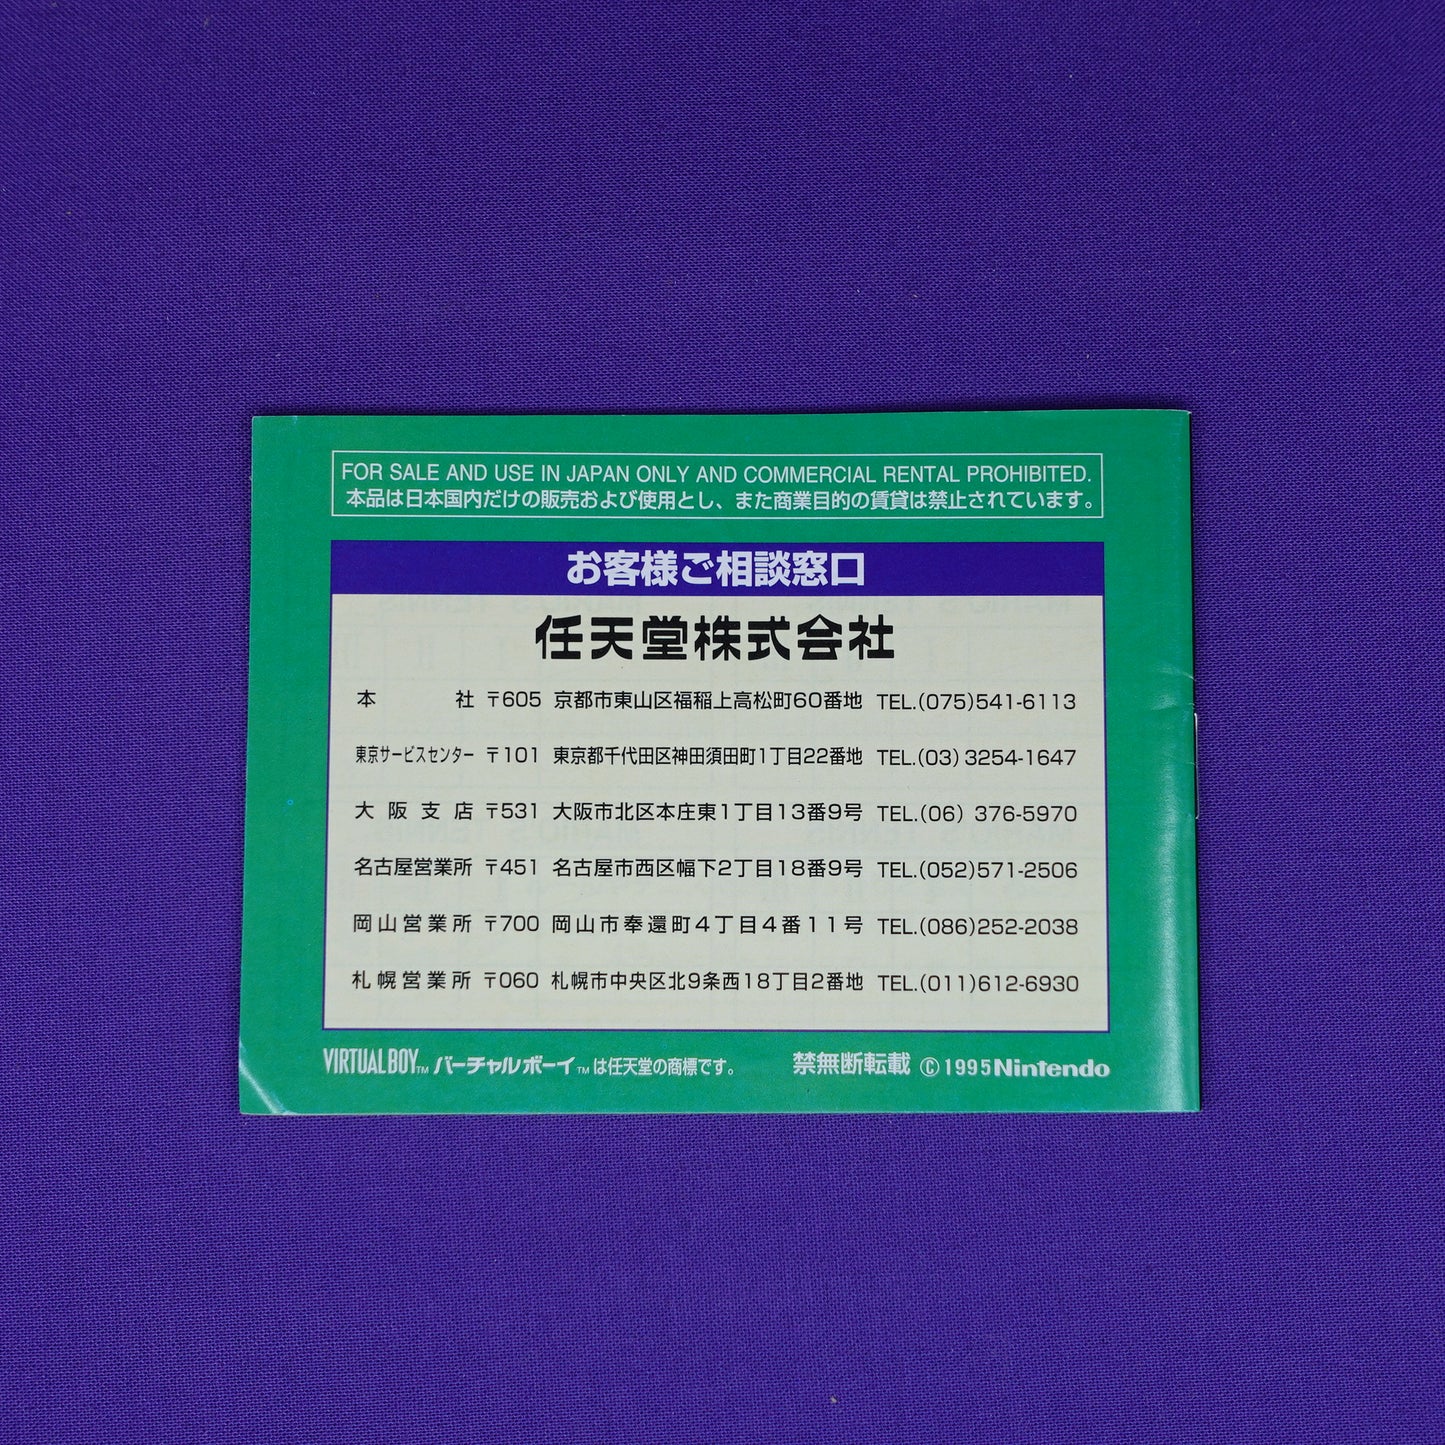 FOR SALE AND USE IN JAPAN ONLY AND COMMERCIAL RENTAL PROHIBITED.
本品は日本国内だけの販売および使用とし、また商業目的の賃貸は禁止されています。
お客様ご相談窓口
任天堂株式会社
本社 〒605 京都市東山区福稲上高松町60番地 TEL.(075)541-6113
東京サービスセンター 〒101 東京都千代田区神田須田町1丁目22番地 TEL.(03)3254-1647
大阪支店 〒531 大阪市北区本庄東1丁目13番9号 TEL.(06) 376-5970
名古屋営業所 〒451 名古屋市西区幅下2丁目18番9号 TEL.(052)571-2506
岡山営業所 〒700 岡山市奉還町4丁目4番11号 TEL.(086)252-2038
札幌営業所 〒060 札幌市中央区北9条西18丁目2番地 TEL.(011)612-6930
VIRTUAL BOY™ バーチャルボーイ™は任天堂の商標です。 禁無断転載 ©1995 Nintendo